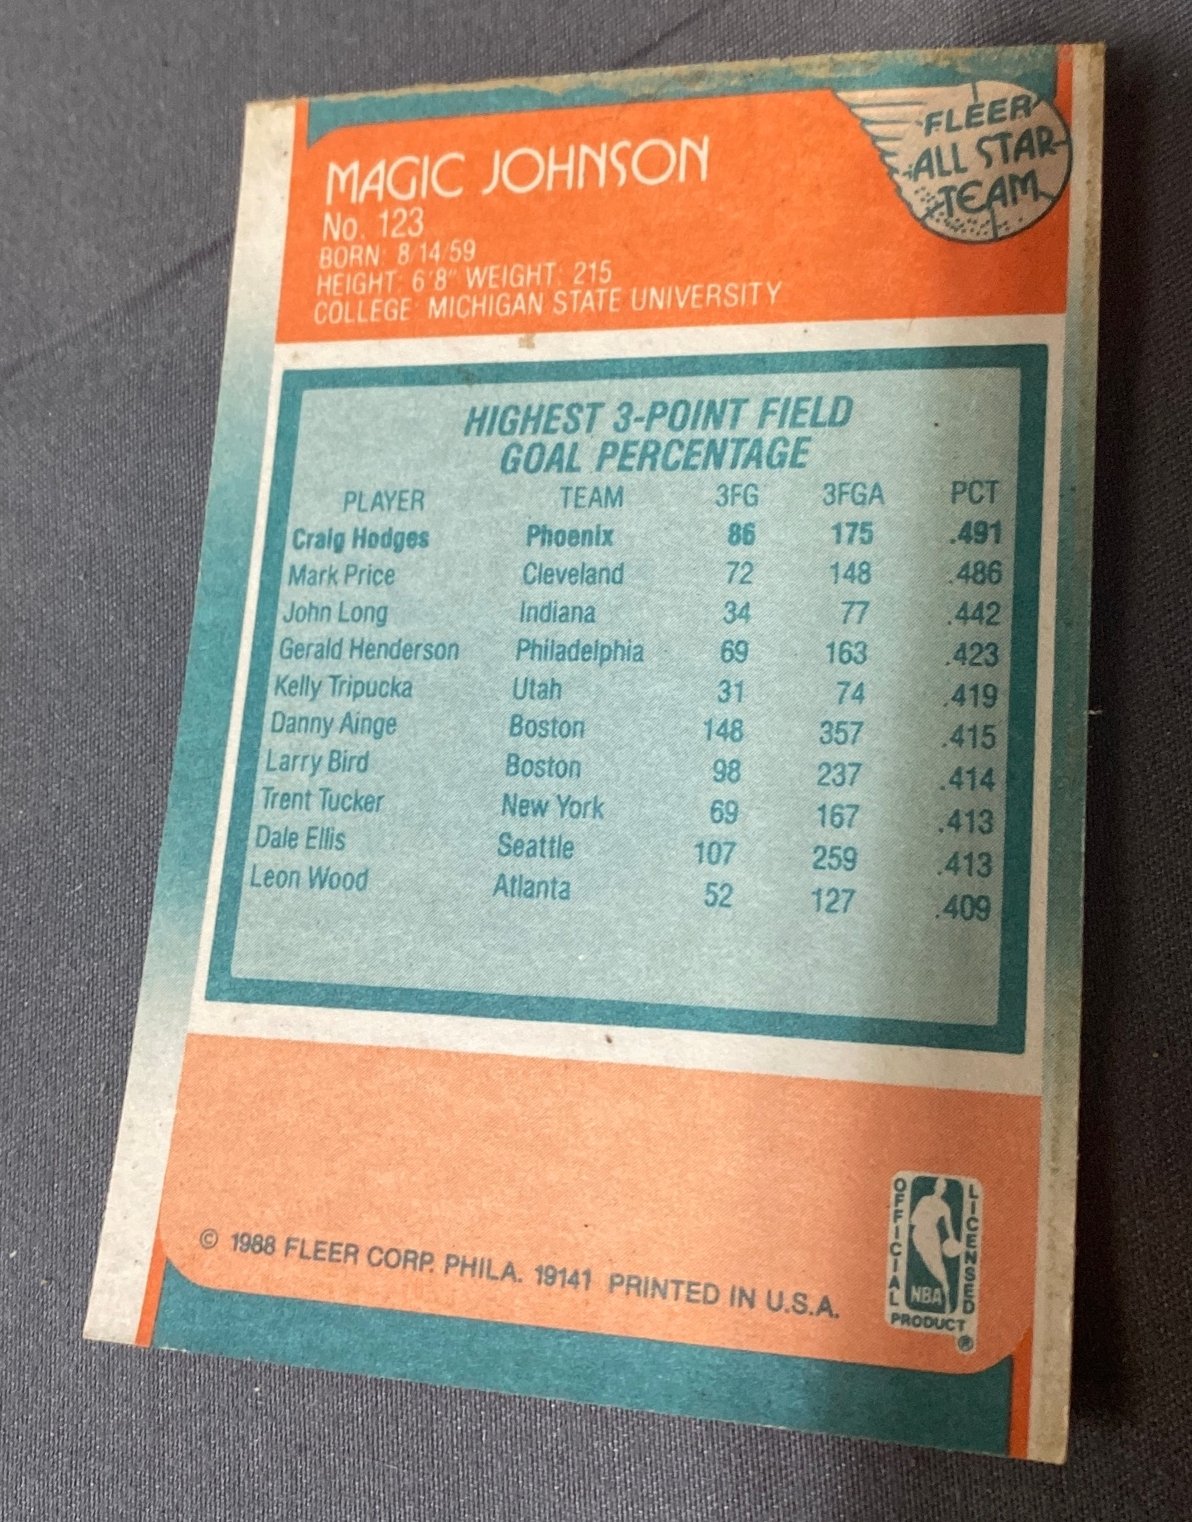 FLEER
ALL STAR
TEAM
MAGIC JOHNSON
No. 123
BORN: 8/14/59
HEIGHT: 6'8" WEIGHT: 215
COLLEGE: MICHIGAN STATE UNIVERSITY
HIGHEST 3-POINT FIELD
GOAL PERCENTAGE
PLAYER TEAM 3FG 3FGA PCT
Craig Hodges Phoenix 86 175 .491
Mark Price Cleveland 72 148 .486
John Long Indiana 34 77 .442
Gerald Henderson Philadelphia 69 163 .423
Kelly Tripucka Utah 31 74 .419
Danny Ainge Boston 148 357 .415
Larry Bird Boston 98 237 .414
Trent Tucker New York 69 167 .413
Dale Ellis Seattle 107 259 .413
Leon Wood Atlanta 52 127 .409
© 1988 FLEER CORP. PHILA. 19141 PRINTED IN U.S.A.
OFFICIAL
LICENSED
NBA
PRODUCT
®